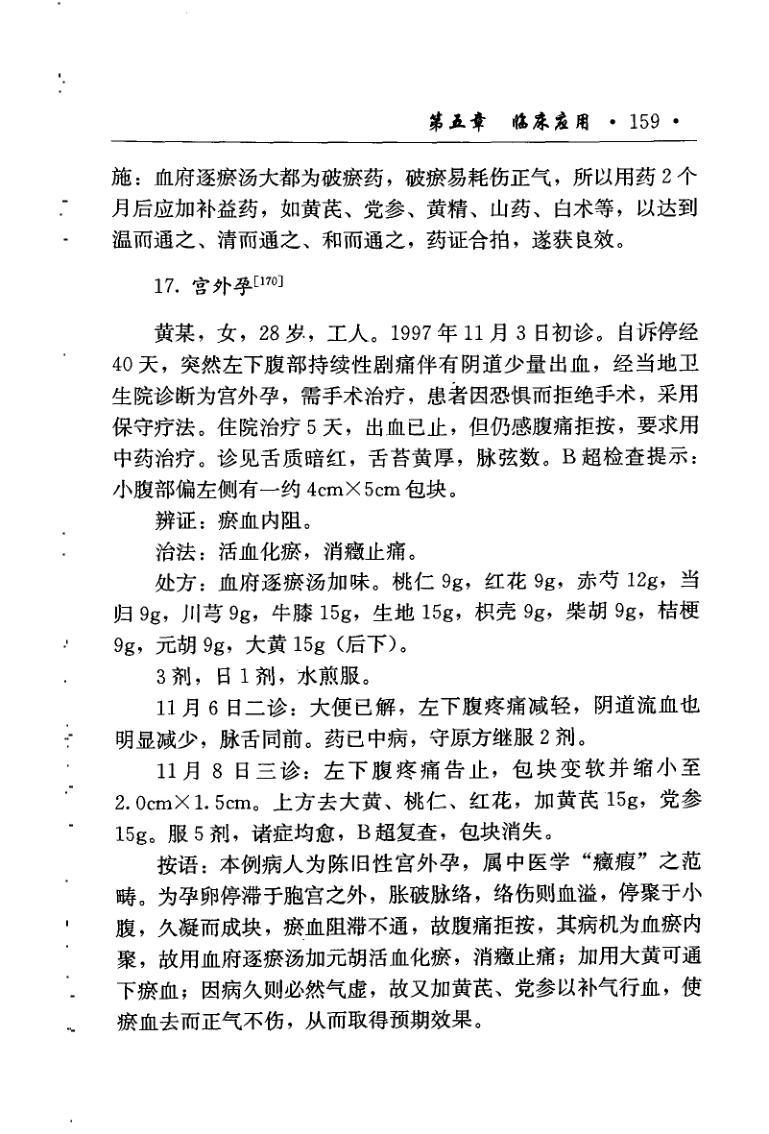 第五章 临床应用 • 159 •
施：血府逐瘀汤大都为破瘀药，破瘀易耗伤正气，所以用药 2 个
月后应加补益药，如黄芪、党参、黄精、山药、白术等，以达到
温而通之、清而通之、和而通之，药证合拍，遂获良效。
17. 宫外孕[170]
黄某，女，28 岁，工人。1997 年 11 月 3 日初诊。自诉停经
40 天，突然左下腹部持续性剧痛伴有阴道少量出血，经当地卫
生院诊断为宫外孕，需手术治疗，患者因恐惧而拒绝手术，采用
保守疗法。住院治疗 5 天，出血已止，但仍感腹痛拒按，要求用
中药治疗。诊见舌质暗红，舌苔黄厚，脉弦数。B 超检查提示：
小腹部偏左侧有一约 4cm×5cm 包块。
辨证：瘀血内阻。
治法：活血化瘀，消癥止痛。
处方：血府逐瘀汤加味。桃仁 9g，红花 9g，赤芍 12g，当
归 9g，川芎 9g，牛膝 15g，生地 15g，枳壳 9g，柴胡 9g，桔梗
9g，元胡 9g，大黄 15g（后下）。
3 剂，日 1 剂，水煎服。
11 月 6 日二诊：大便已解，左下腹疼痛减轻，阴道流血也
明显减少，脉舌同前。药已中病，守原方继服 2 剂。
11 月 8 日三诊：左下腹疼痛告止，包块变软并缩小至
2.0cm×1.5cm。上方去大黄、桃仁、红花，加黄芪 15g，党参
15g。服 5 剂，诸症均愈，B超复查，包块消失。
按语：本例病人为陈旧性宫外孕，属中医学“癥瘕”之范
畴。为孕卵停滞于胞宫之外，胀破脉络，络伤则血溢，停聚于小
腹，久凝而成块，瘀血阻滞不通，故腹痛拒按，其病机为血瘀内
聚，故用血府逐瘀汤加元胡活血化瘀，消癥止痛；加用大黄可通
下瘀血；因病久则必然气虚，故又加黄芪、党参以补气行血，使
瘀血去而正气不伤，从而取得预期效果。